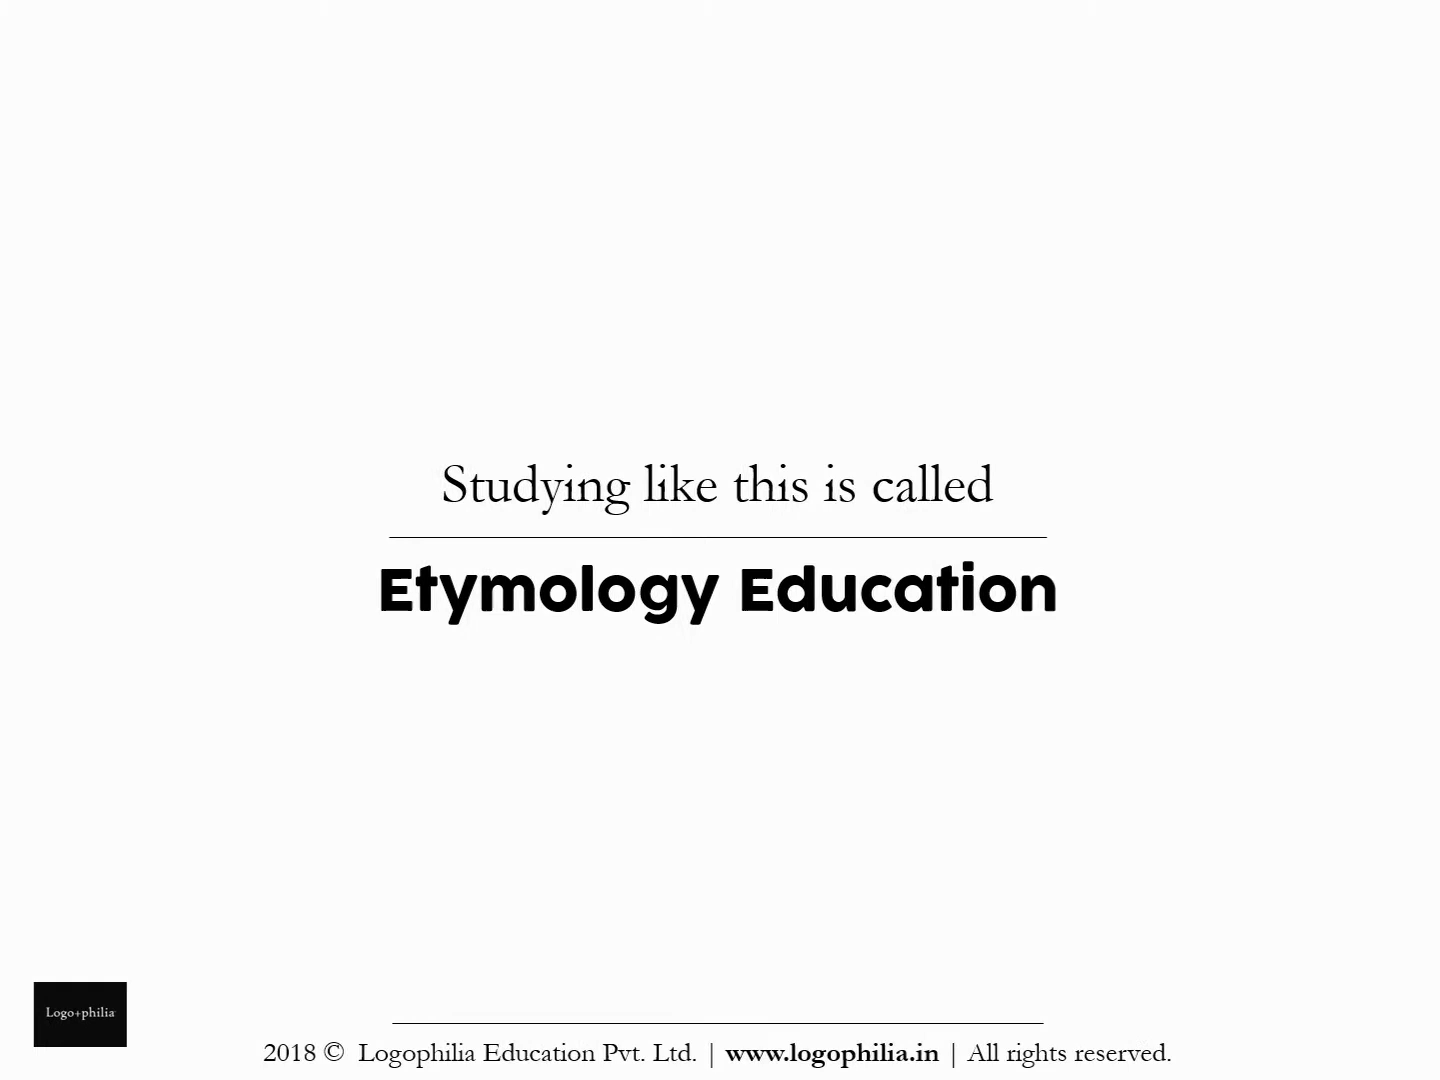 Studying like this is called
Etymology Education
Logo+philia
2018 © Logophilia Education Pvt. Ltd. | www.logophilia.in | All rights reserved.